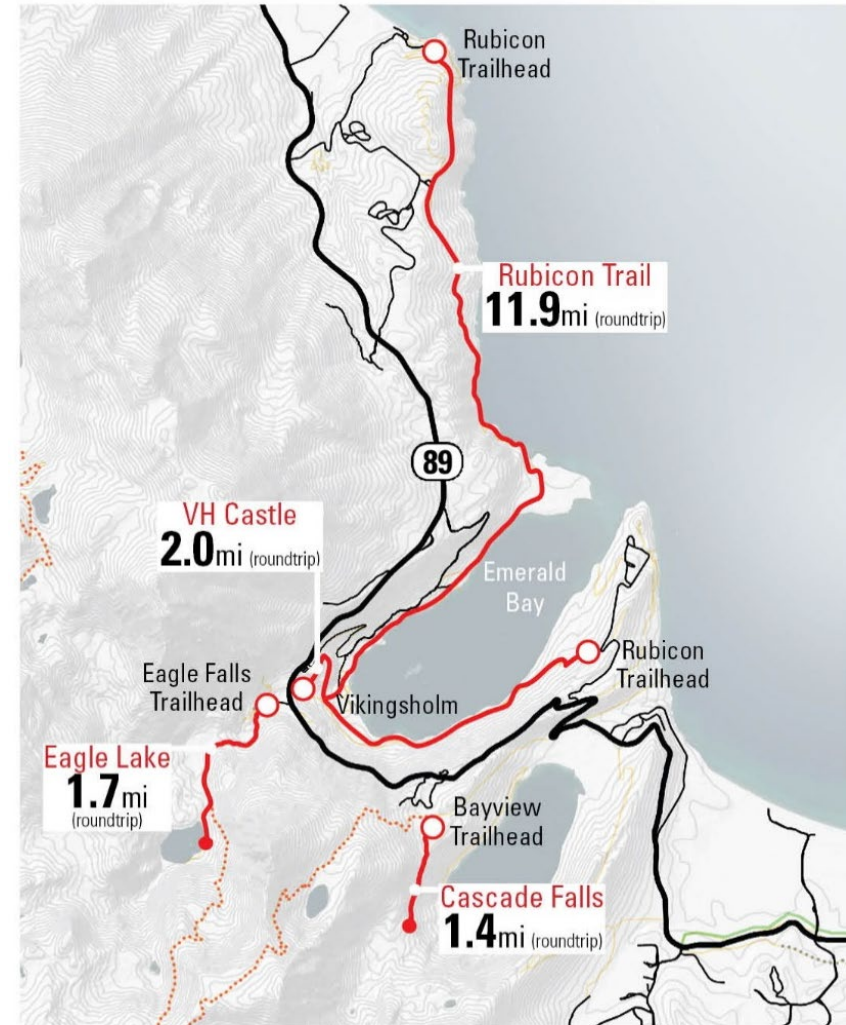 Rubicon
Trailhead
Rubicon Trail
11.9mi (roundtrip)
89
VH Castle
2.0mi (roundtrip)
Emerald
Bay
Eagle Falls
Trailhead
Vikingsholm
Rubicon
Trailhead
Eagle Lake
1.7mi
(roundtrip)
Bayview
Trailhead
Cascade Falls
1.4mi (roundtrip)